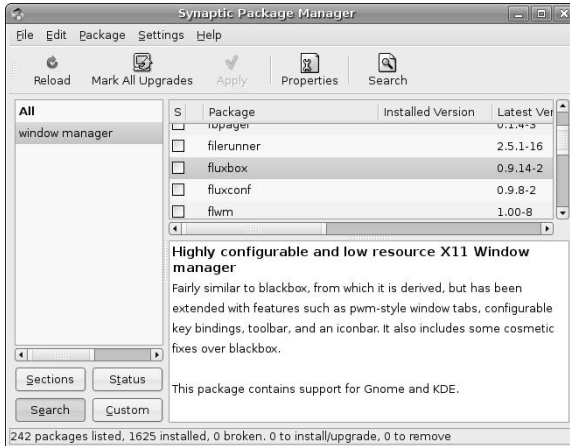 Synaptic Package Manager
File Edit Package Settings Help
Reload Mark All Upgrades Apply Properties Search
All
window manager
S Package Installed Version Latest Ver
fbpager 0.1.4-3
filerunner 2.5.1-16
fluxbox 0.9.14-2
fluxconf 0.9.8-2
flwm 1.00-8
Highly configurable and low resource X11 Window
manager
Fairly similar to blackbox, from which it is derived, but has been
extended with features such as pwm-style window tabs, configurable
key bindings, toolbar, and an iconbar. It also includes some cosmetic
fixes over blackbox.
This package contains support for Gnome and KDE.
Sections Status
Search Custom
242 packages listed, 1625 installed, 0 broken. 0 to install/upgrade, 0 to remove